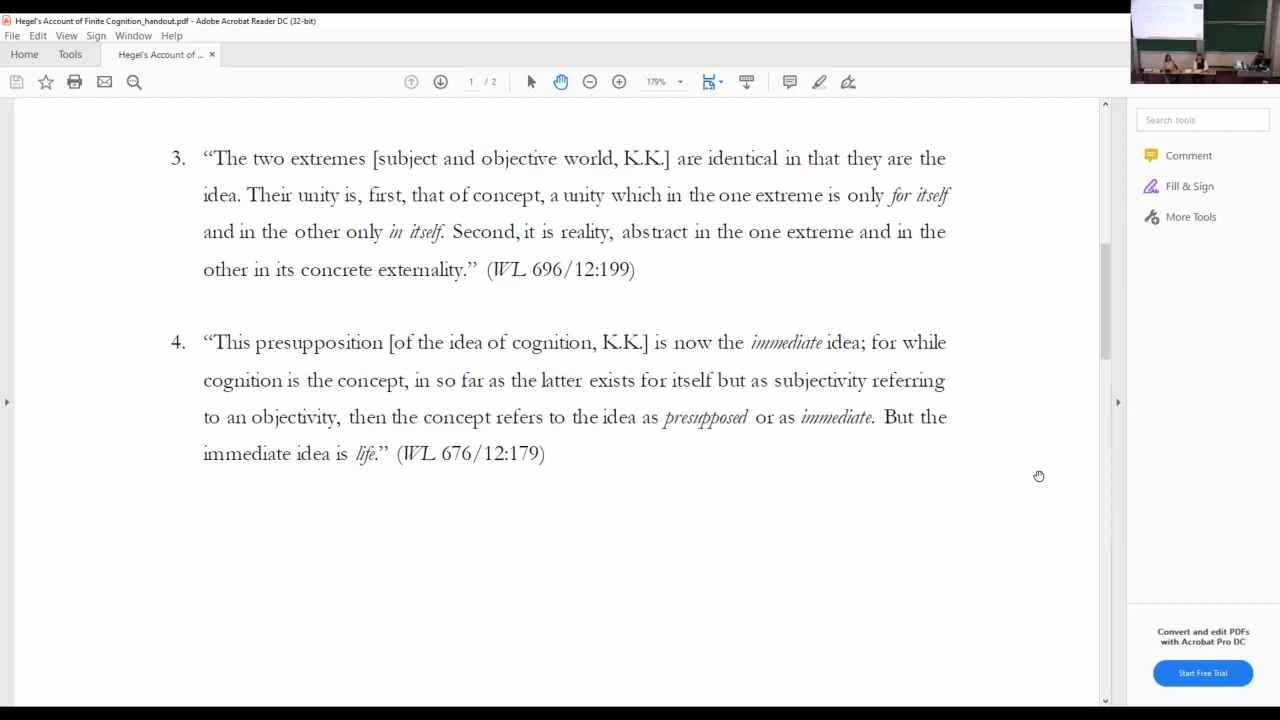 Hegel's Account of Finite Cognition_handout.pdf - Adobe Acrobat Reader DC (32-bit)
File Edit View Sign Window Help
Home Tools Hegel's Account of ... ×
1 / 2 179%
Search tools
Comment
Fill & Sign
More Tools
3. “The two extremes [subject and objective world, K.K.] are identical in that they are the
idea. Their unity is, first, that of concept, a unity which in the one extreme is only for itself
and in the other only in itself. Second, it is reality, abstract in the one extreme and in the
other in its concrete externality.” (WL 696/12:199)
4. “This presupposition [of the idea of cognition, K.K.] is now the immediate idea; for while
cognition is the concept, in so far as the latter exists for itself but as subjectivity referring
to an objectivity, then the concept refers to the idea as presupposed or as immediate. But the
immediate idea is life.” (WL 676/12:179)
Convert and edit PDFs
with Acrobat Pro DC
Start Free Trial